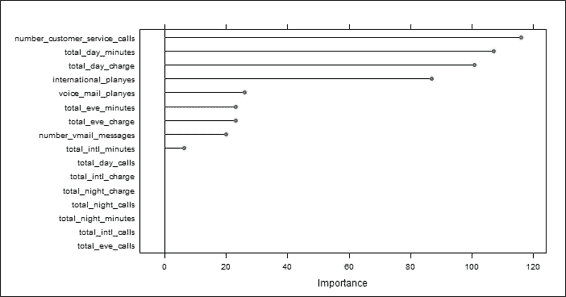 number_customer_service_calls
total_day_minutes
total_day_charge
international_planyes
voice_mail_planyes
total_eve_minutes
total_eve_charge
number_vmail_messages
total_intl_minutes
total_day_calls
total_intl_charge
total_night_charge
total_night_calls
total_night_minutes
total_intl_calls
total_eve_calls
0 20 40 60 80 100 120
Importance